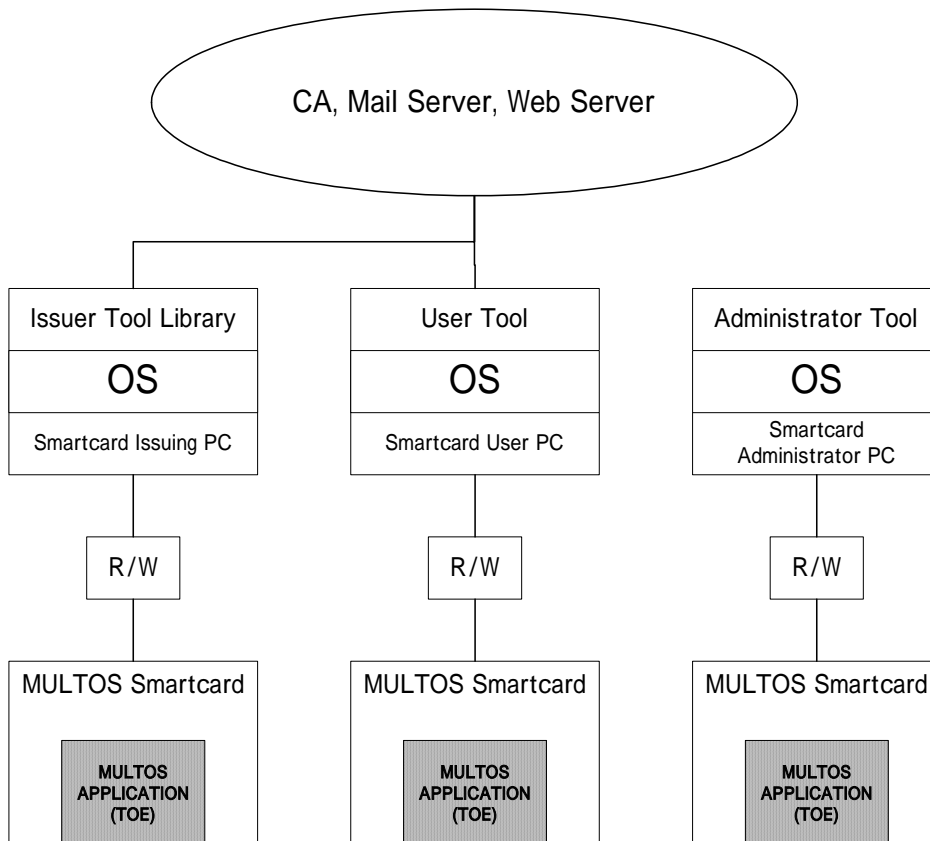 CA, Mail Server, Web Server
Issuer Tool Library
OS
Smartcard Issuing PC
R/W
MULTOS Smartcard
MULTOS
APPLICATION
(TOE)
User Tool
OS
Smartcard User PC
R/W
MULTOS Smartcard
MULTOS
APPLICATION
(TOE)
Administrator Tool
OS
Smartcard
Administrator PC
R/W
MULTOS Smartcard
MULTOS
APPLICATION
(TOE)